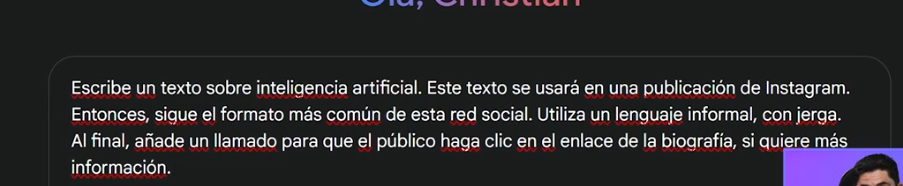 Olá, Christian
Escribe un texto sobre inteligencia artificial. Este texto se usará en una publicación de Instagram.
Entonces, sigue el formato más común de esta red social. Utiliza un lenguaje informal, con jerga.
Al final, añade un llamado para que el público haga clic en el enlace de la biografía, si quiere más
información.